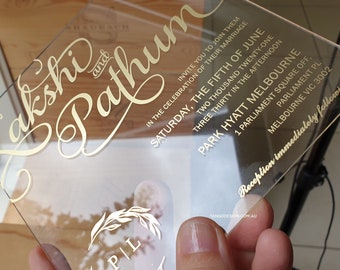 Lakshi
and
Pathum
INVITE YOU TO JOIN THEM
IN THE CELEBRATION OF THEIR MARRIAGE
SATURDAY, THE FIFTH OF JUNE
TWO THOUSAND TWENTY-ONE
THREE THIRTY IN THE AFTERNOON
PARK HYATT MELBOURNE
1 PARLIAMENT SQUARE OFF
PARLIAMENT PL
MELBOURNE VIC 3002
Reception immediately
P | L